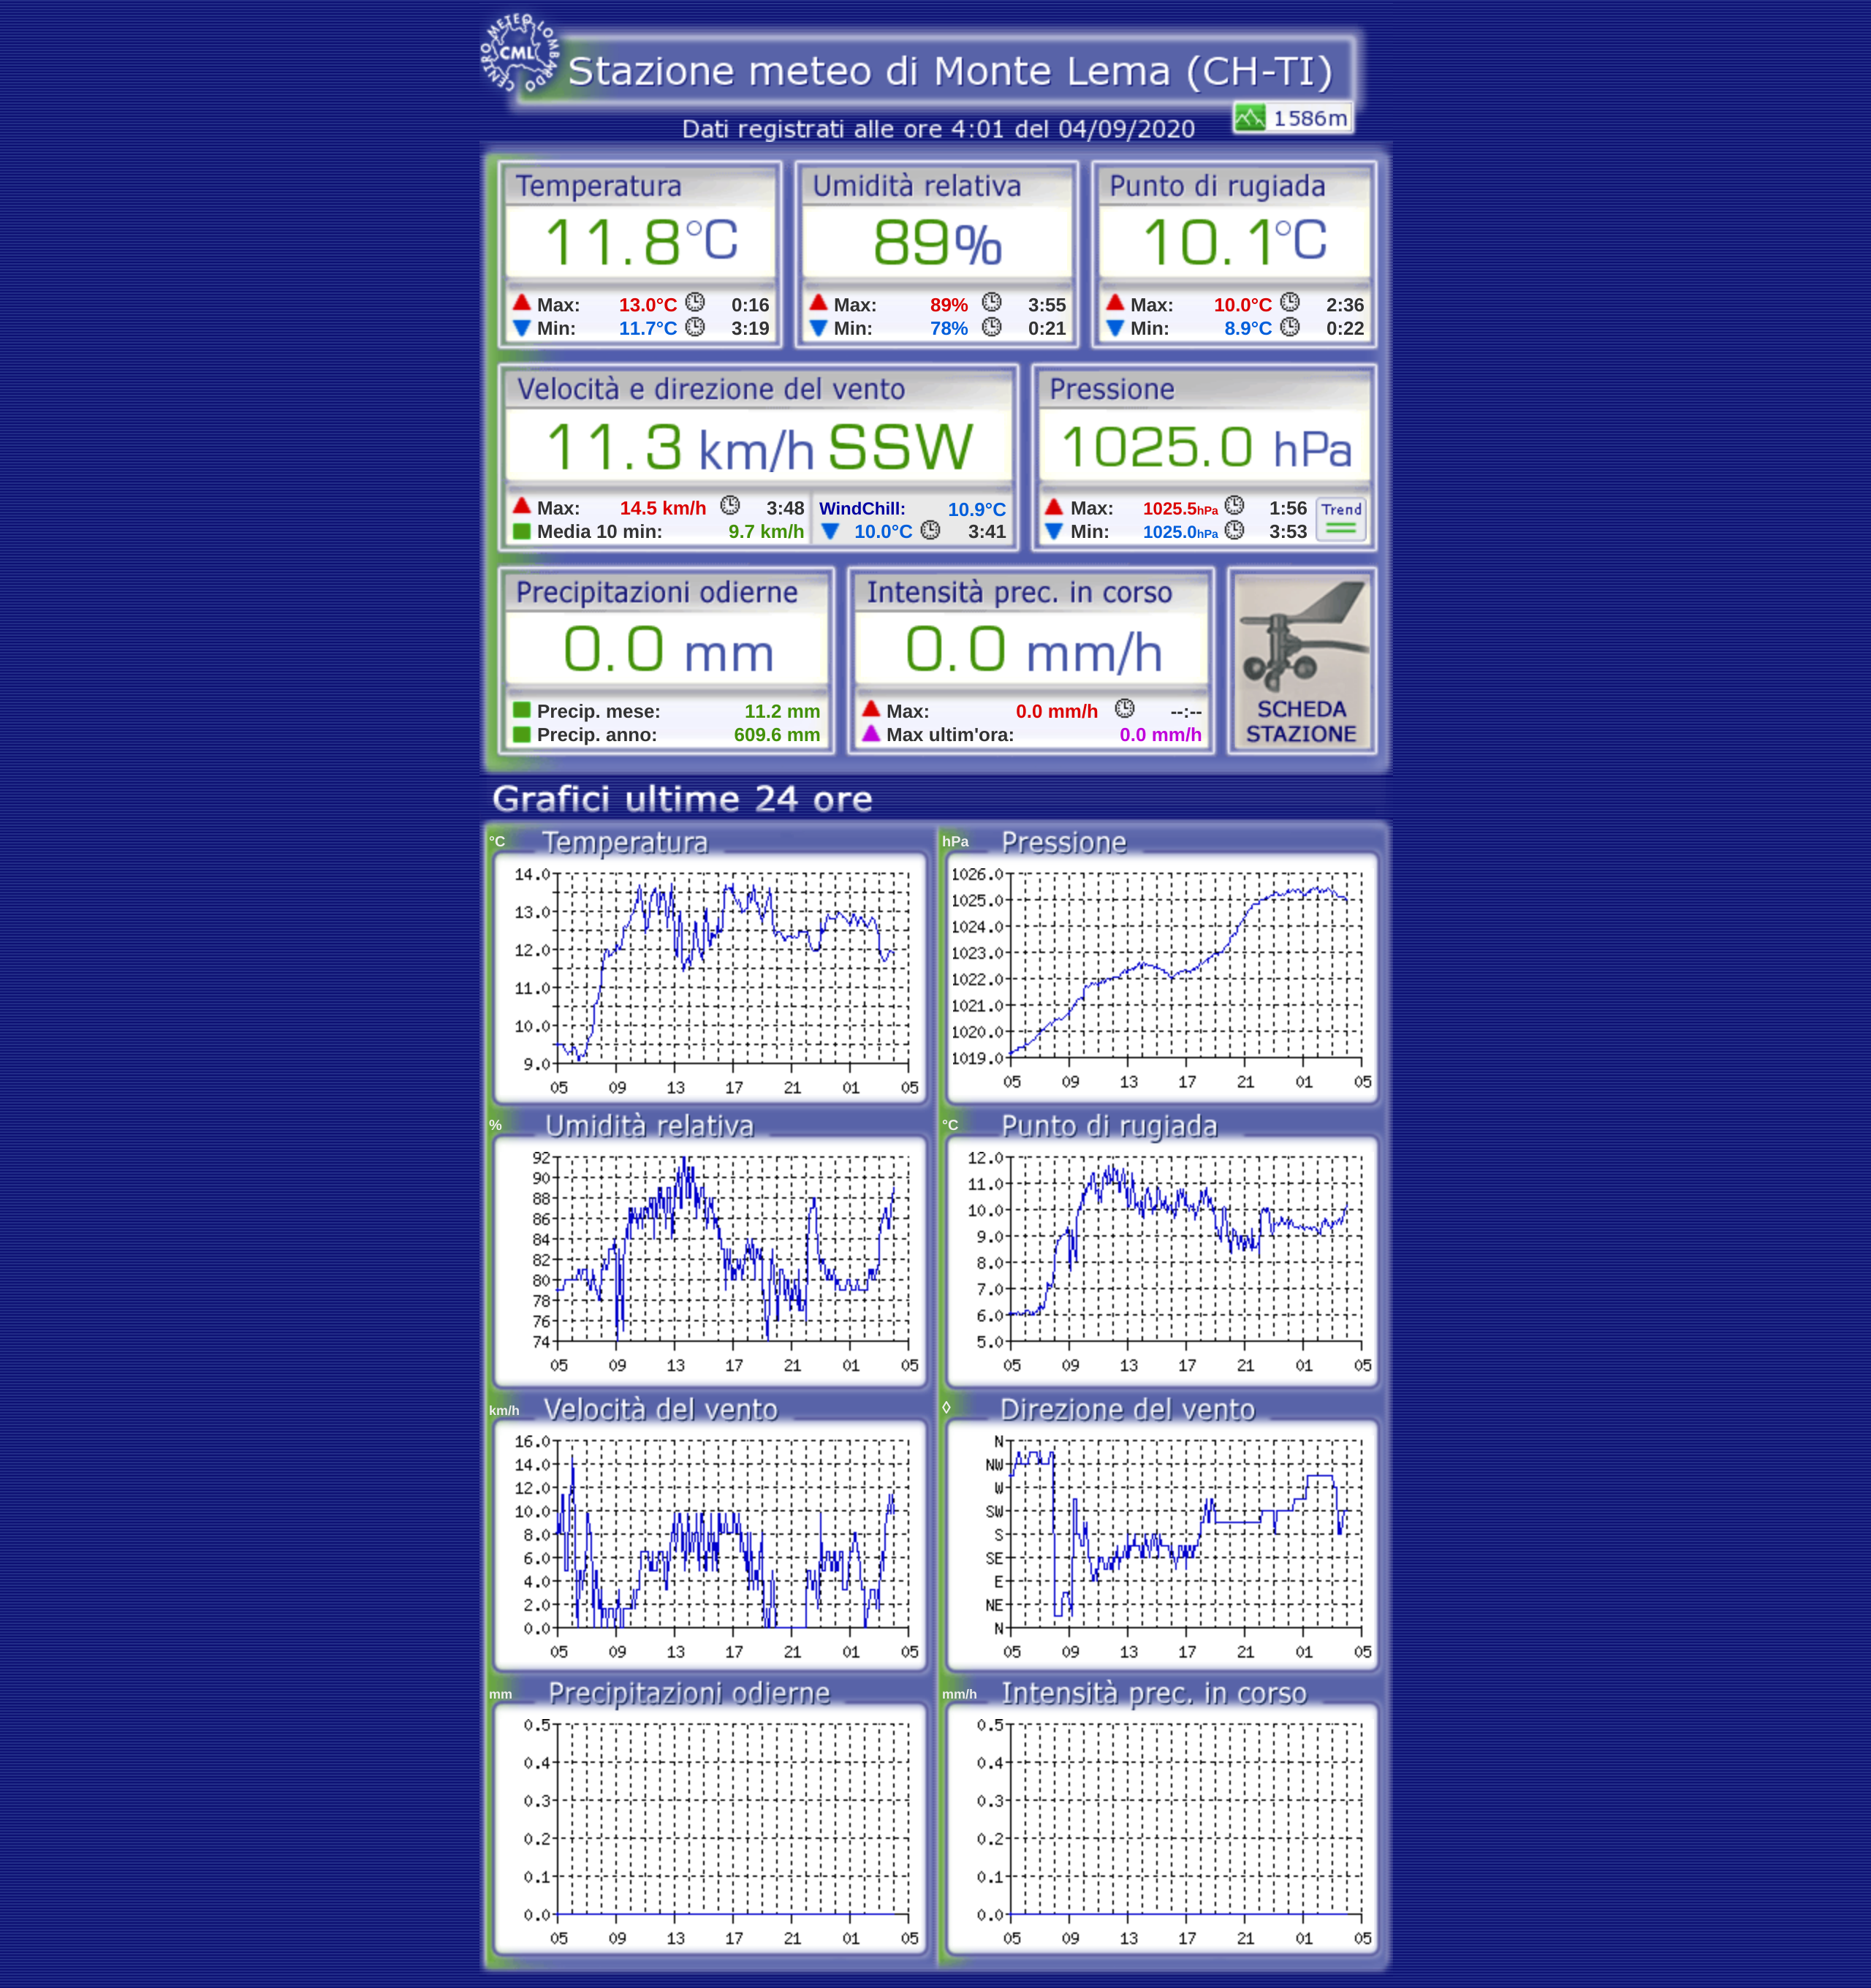 CENTRO METEO LOMBARDO
CML
Stazione meteo di Monte Lema (CH-TI)
1586m
Dati registrati alle ore 4:01 del 04/09/2020
Temperatura
11.8°C
Max: 13.0°C 0:16
Min: 11.7°C 3:19
Umidità relativa
89%
Max: 89% 3:55
Min: 78% 0:21
Punto di rugiada
10.1°C
Max: 10.0°C 2:36
Min: 8.9°C 0:22
Velocità e direzione del vento
11.3 km/h SSW
Max: 14.5 km/h 3:48
Media 10 min: 9.7 km/h
WindChill: 10.9°C
10.0°C 3:41
Pressione
1025.0 hPa
Max: 1025.5hPa 1:56
Min: 1025.0hPa 3:53
Trend
Precipitazioni odierne
0.0 mm
Precip. mese: 11.2 mm
Precip. anno: 609.6 mm
Intensità prec. in corso
0.0 mm/h
Max: 0.0 mm/h --:--
Max ultim'ora: 0.0 mm/h
SCHEDA
STAZIONE
Grafici ultime 24 ore
°C Temperatura
14.0
13.0
12.0
11.0
10.0
9.0
05 09 13 17 21 01 05
hPa Pressione
1026.0
1025.0
1024.0
1023.0
1022.0
1021.0
1020.0
1019.0
05 09 13 17 21 01 05
% Umidità relativa
92
90
88
86
84
82
80
78
76
74
05 09 13 17 21 01 05
°C Punto di rugiada
12.0
11.0
10.0
9.0
8.0
7.0
6.0
5.0
05 09 13 17 21 01 05
km/h Velocità del vento
16.0
14.0
12.0
10.0
8.0
6.0
4.0
2.0
0.0
05 09 13 17 21 01 05
◊ Direzione del vento
N
NW
W
SW
S
SE
E
NE
N
05 09 13 17 21 01 05
mm Precipitazioni odierne
0.5
0.4
0.3
0.2
0.1
0.0
05 09 13 17 21 01 05
mm/h Intensità prec. in corso
0.5
0.4
0.3
0.2
0.1
0.0
05 09 13 17 21 01 05